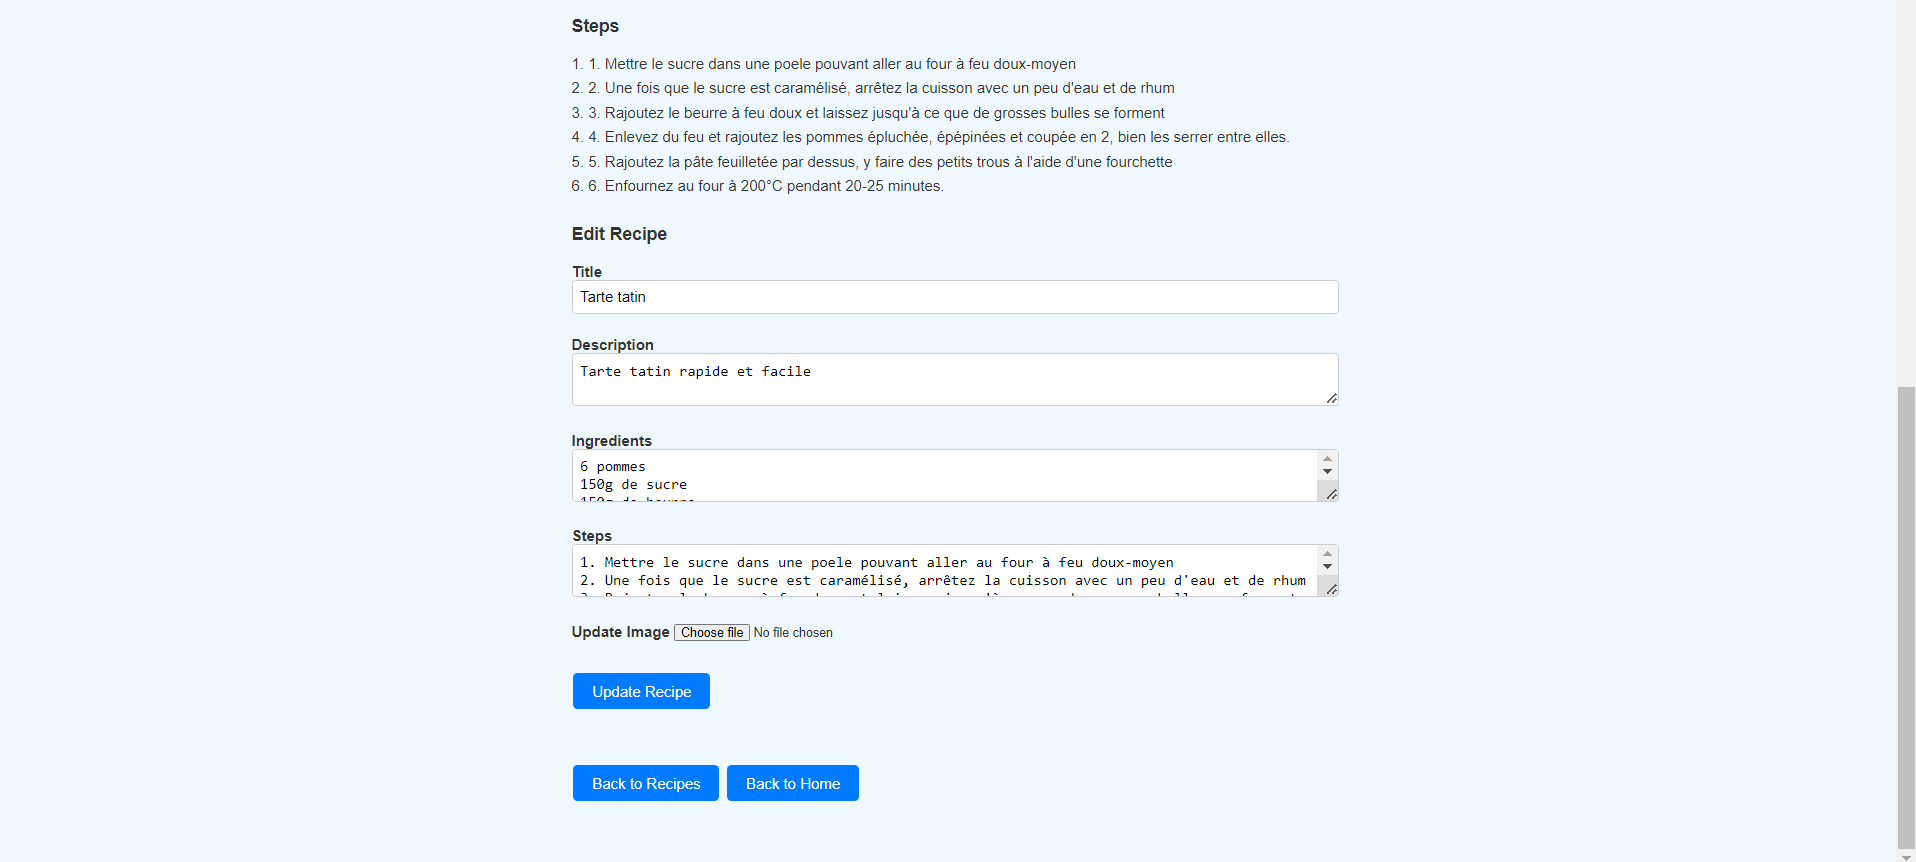 Steps
1. 1. Mettre le sucre dans une poele pouvant aller au four à feu doux-moyen
2. 2. Une fois que le sucre est caramélisé, arrêtez la cuisson avec un peu d'eau et de rhum
3. 3. Rajoutez le beurre à feu doux et laissez jusqu'à ce que de grosses bulles se forment
4. 4. Enlevez du feu et rajoutez les pommes épluchée, épépinées et coupée en 2, bien les serrer entre elles.
5. 5. Rajoutez la pâte feuilletée par dessus, y faire des petits trous à l'aide d'une fourchette
6. 6. Enfournez au four à 200°C pendant 20-25 minutes.
Edit Recipe
Title
Tarte tatin
Description
Tarte tatin rapide et facile
Ingredients
6 pommes
150g de sucre
Steps
1. Mettre le sucre dans une poele pouvant aller au four à feu doux-moyen
2. Une fois que le sucre est caramélisé, arrêtez la cuisson avec un peu d'eau et de rhum
Update Image Choose file No file chosen
Update Recipe
Back to Recipes Back to Home